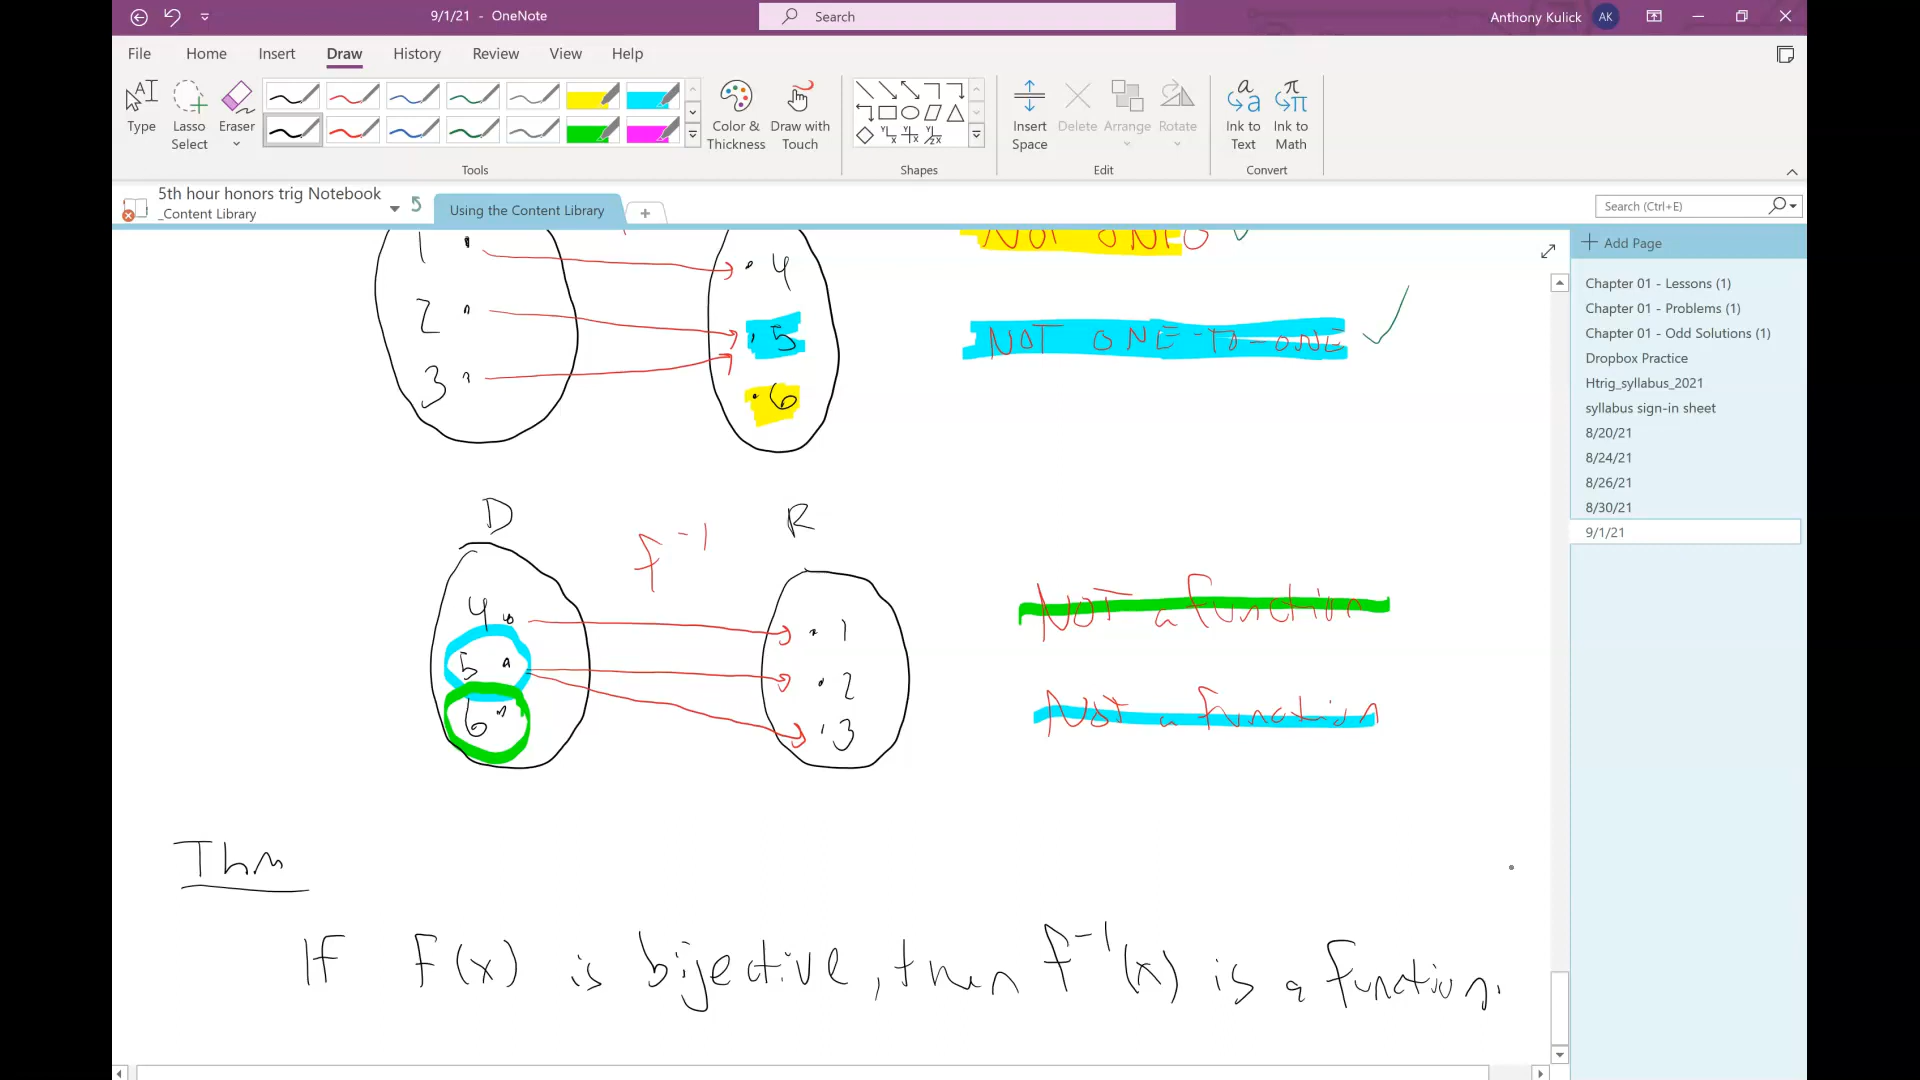 9/1/21 - OneNote
Search
Anthony Kulick AK
File Home Insert Draw History Review View Help
Type
Lasso Select
Eraser
Color & Thickness
Draw with Touch
Insert Space
Delete
Arrange
Rotate
Ink to Text
Ink to Math
Tools
Shapes
Edit
Convert
5th hour honors trig Notebook
_Content Library
Using the Content Library
Search (Ctrl+E)
Add Page
Chapter 01 - Lessons (1)
Chapter 01 - Problems (1)
Chapter 01 - Odd Solutions (1)
Dropbox Practice
Htrig_syllabus_2021
syllabus sign-in sheet
8/20/21
8/24/21
8/26/21
8/30/21
9/1/21
NOT ONTO
1
4
2
5
NOT ONE-TO-ONE
3
6
D f⁻¹ R
4
1
NOT a function
5
2
6
3
Not a function
Thm
If f(x) is bijective, then f⁻¹(x) is a function.